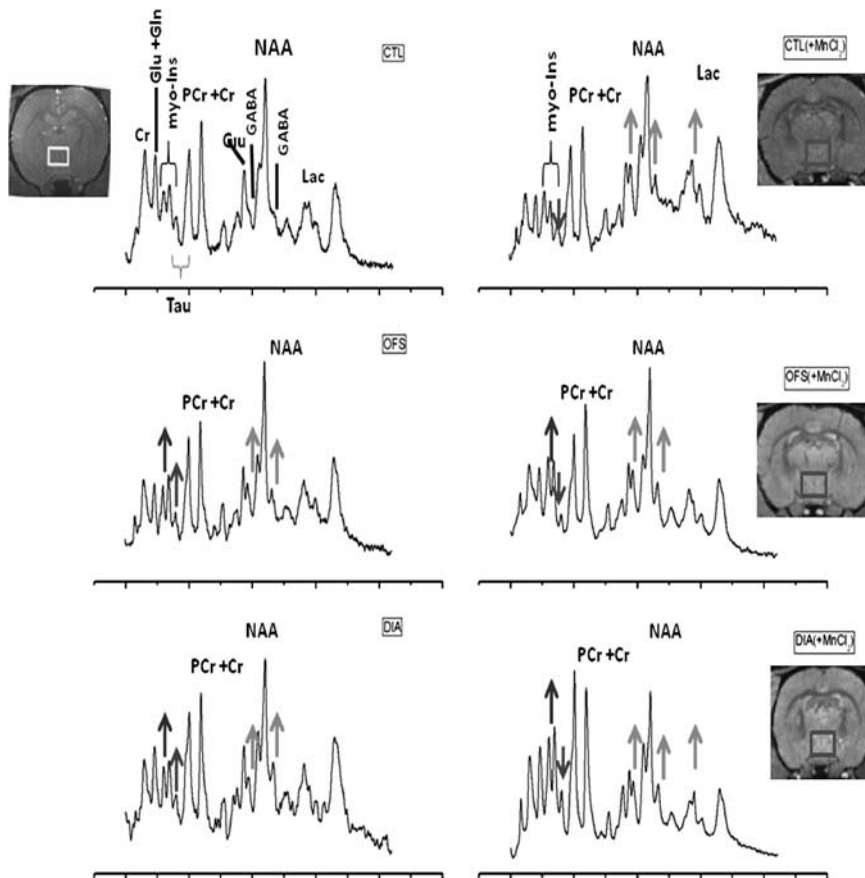 CTL
NAA
Glu +Gln
myo-Ins
PCr +Cr
Cr
Glu
GABA
GABA
Lac
Tau
CTL(+MnCl2)
NAA
Lac
myo-Ins
PCr +Cr
OFS
NAA
PCr +Cr
OFS(+MnCl2)
NAA
PCr +Cr
DIA
NAA
PCr +Cr
DIA(+MnCl2)
NAA
PCr +Cr